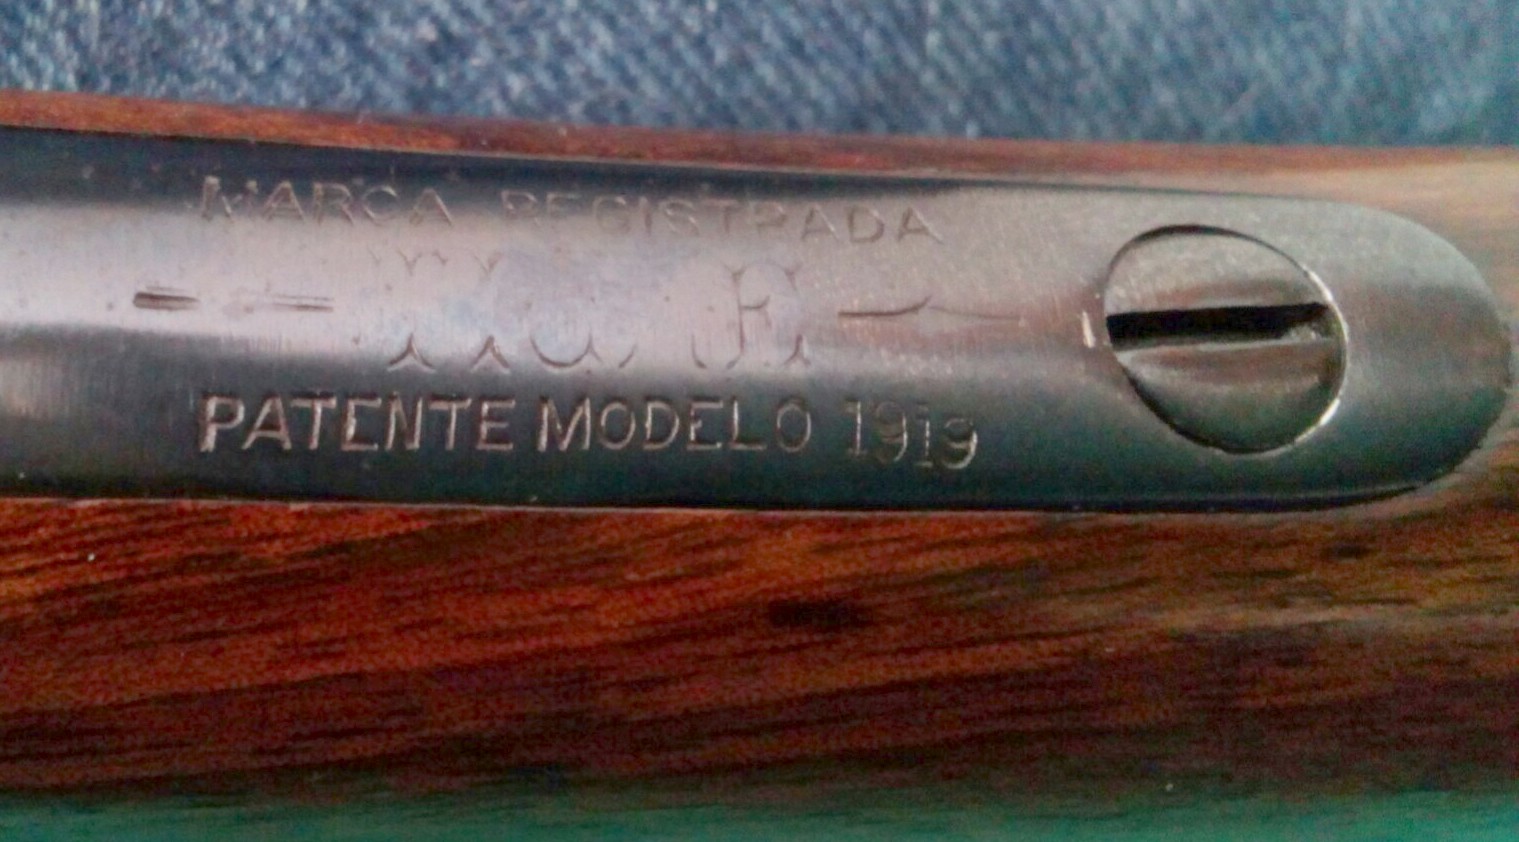 MARCA REGISTRADA
PATENTE MODELO 1919